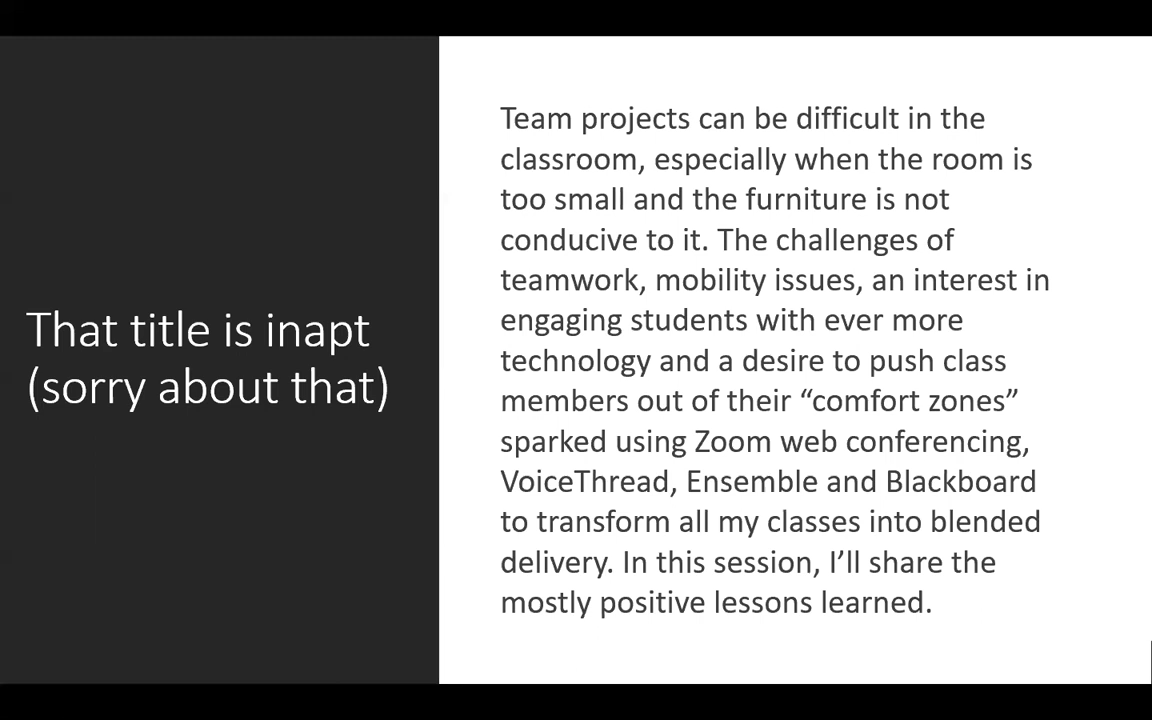 That title is inapt
(sorry about that)
Team projects can be difficult in the
classroom, especially when the room is
too small and the furniture is not
conducive to it. The challenges of
teamwork, mobility issues, an interest in
engaging students with ever more
technology and a desire to push class
members out of their “comfort zones”
sparked using Zoom web conferencing,
VoiceThread, Ensemble and Blackboard
to transform all my classes into blended
delivery. In this session, I’ll share the
mostly positive lessons learned.